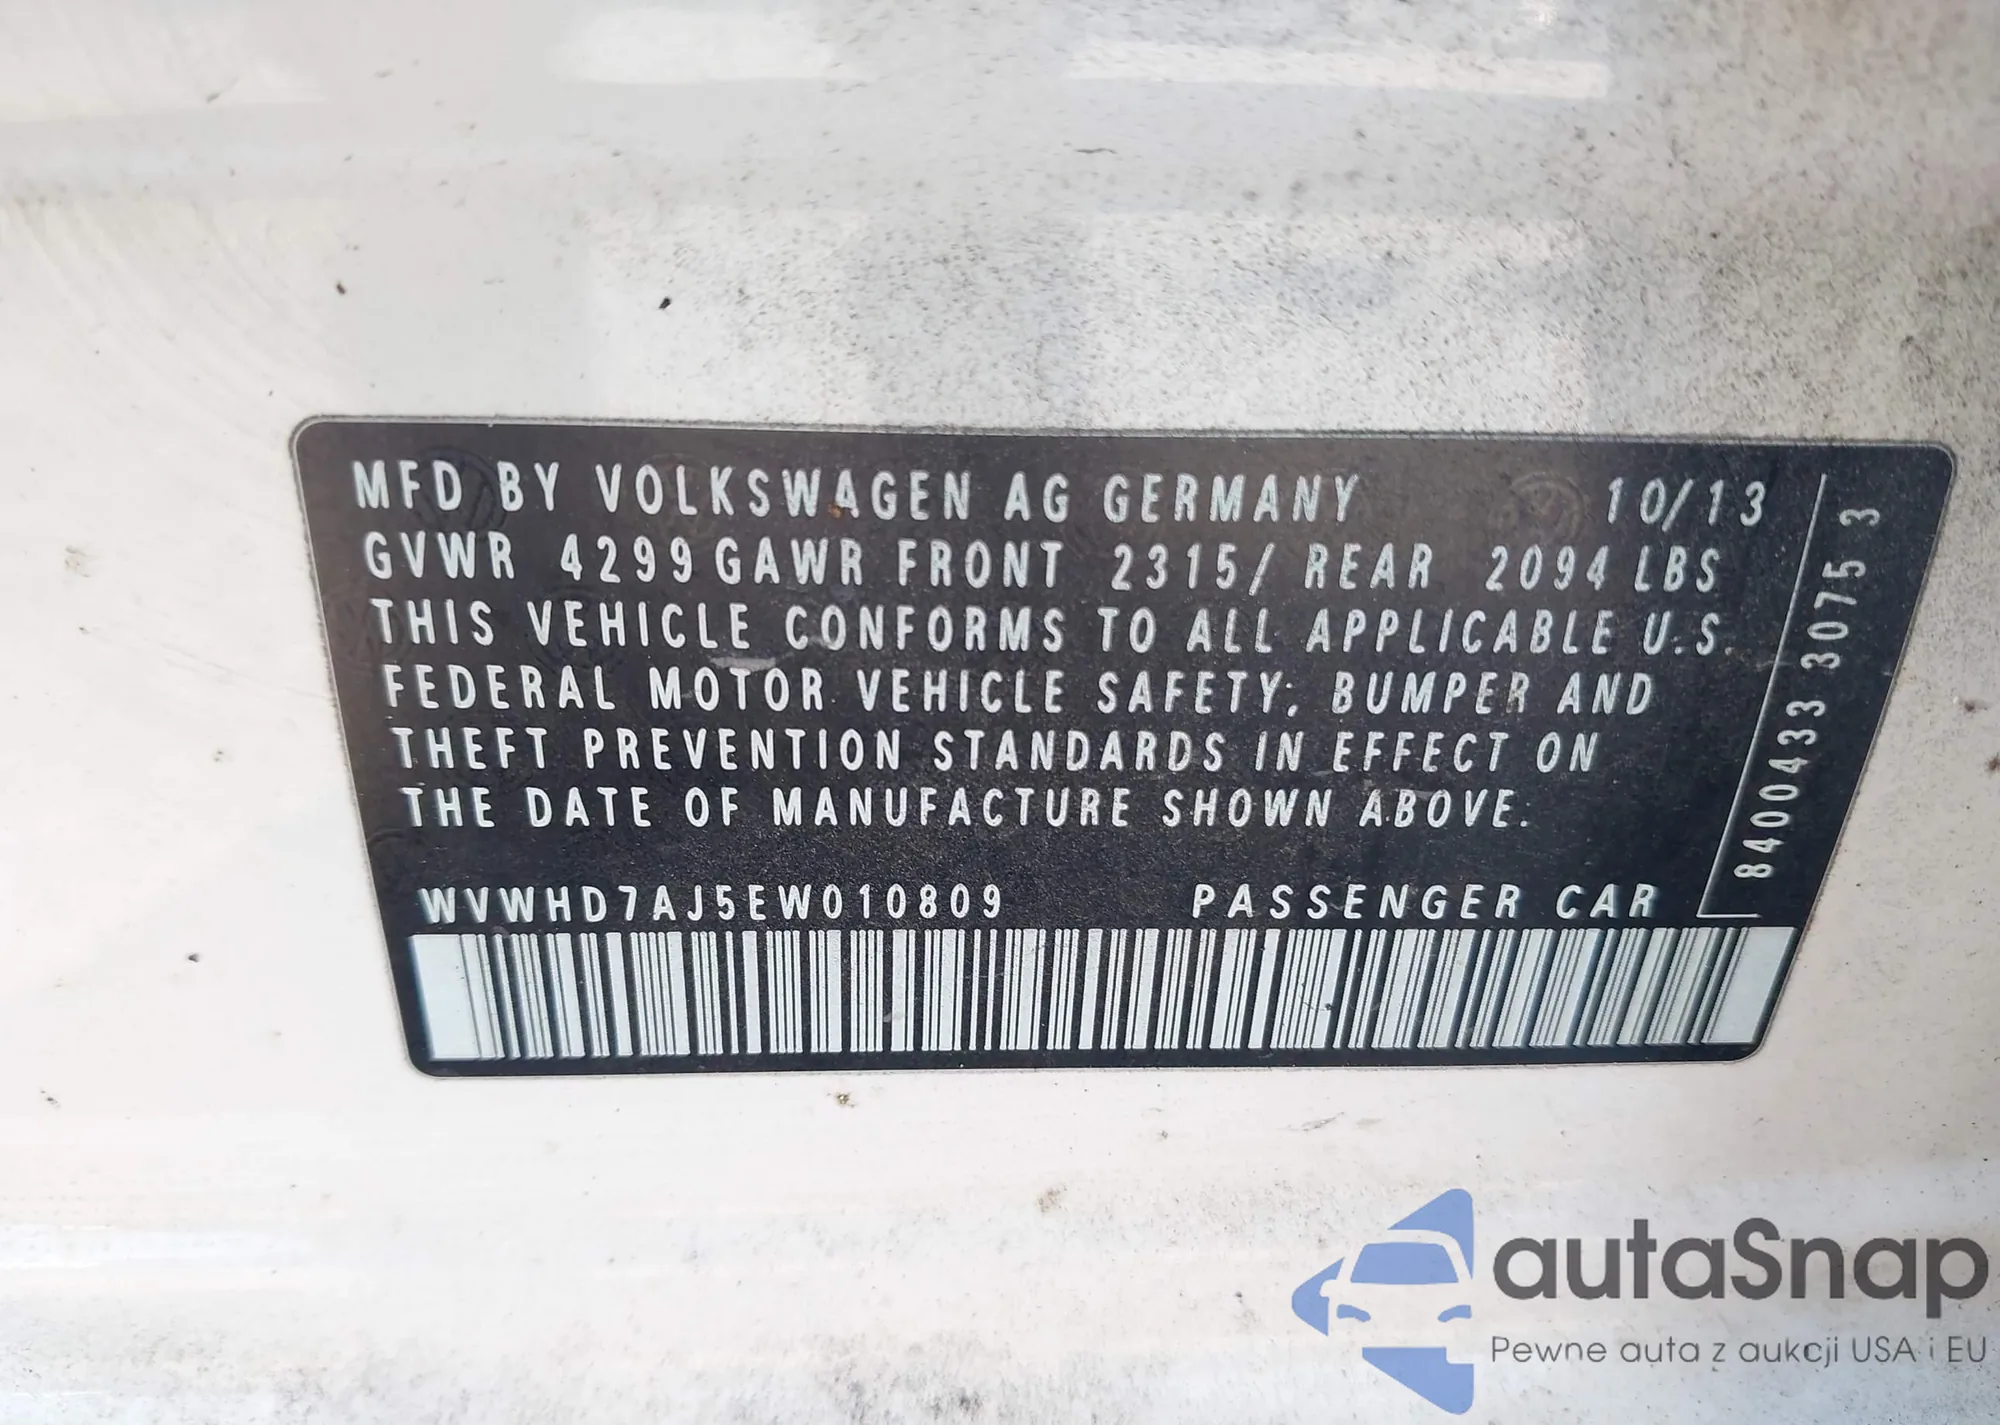 MFD BY VOLKSWAGEN AG GERMANY 10/13
GVWR 4299 GAWR FRONT 2315/ REAR 2094 LBS
THIS VEHICLE CONFORMS TO ALL APPLICABLE U.S.
FEDERAL MOTOR VEHICLE SAFETY, BUMPER AND
THEFT PREVENTION STANDARDS IN EFFECT ON
THE DATE OF MANUFACTURE SHOWN ABOVE.
WVWHD7AJ5EW010809 PASSENGER CAR
8400433 3075 3
autaSnap
Pewne auta z aukcji USA i EU